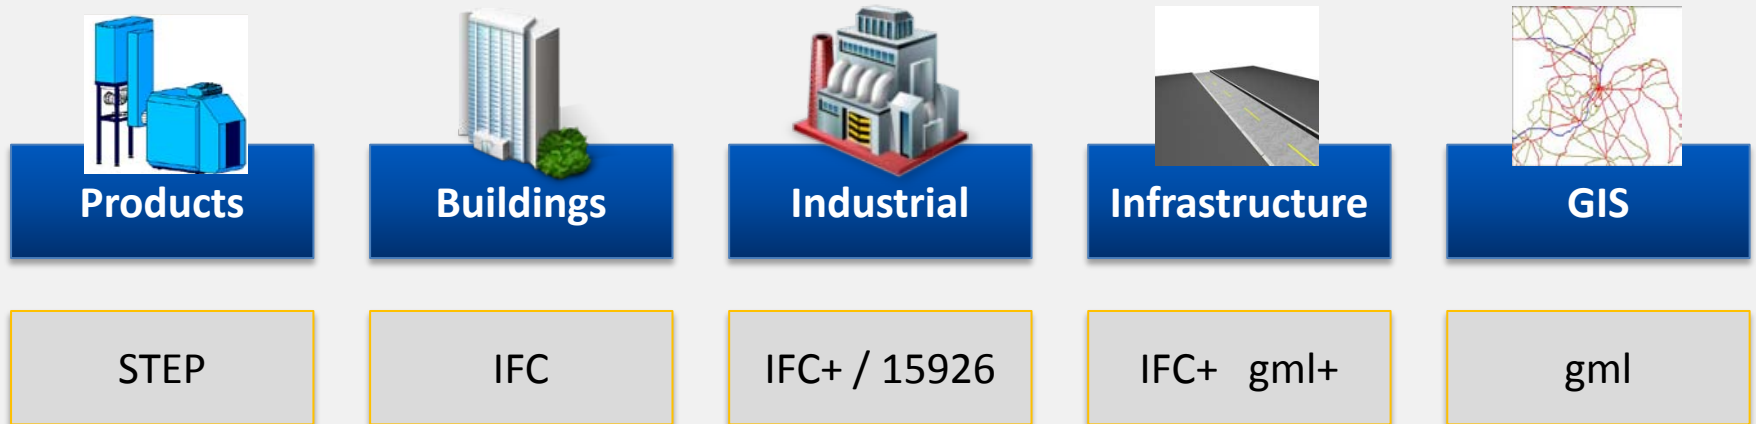 Products
Buildings
Industrial
Infrastructure
GIS
STEP
IFC
IFC+ / 15926
IFC+ gml+
gml